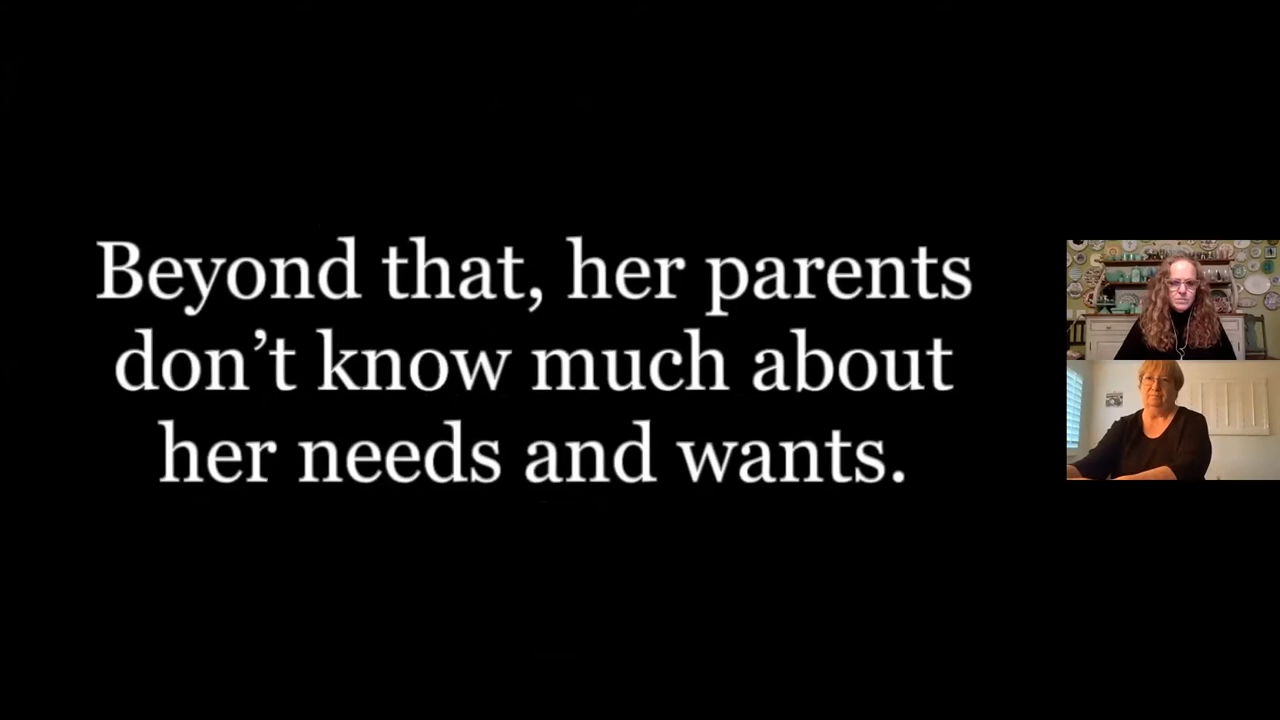 Beyond that, her parents
don’t know much about
her needs and wants.